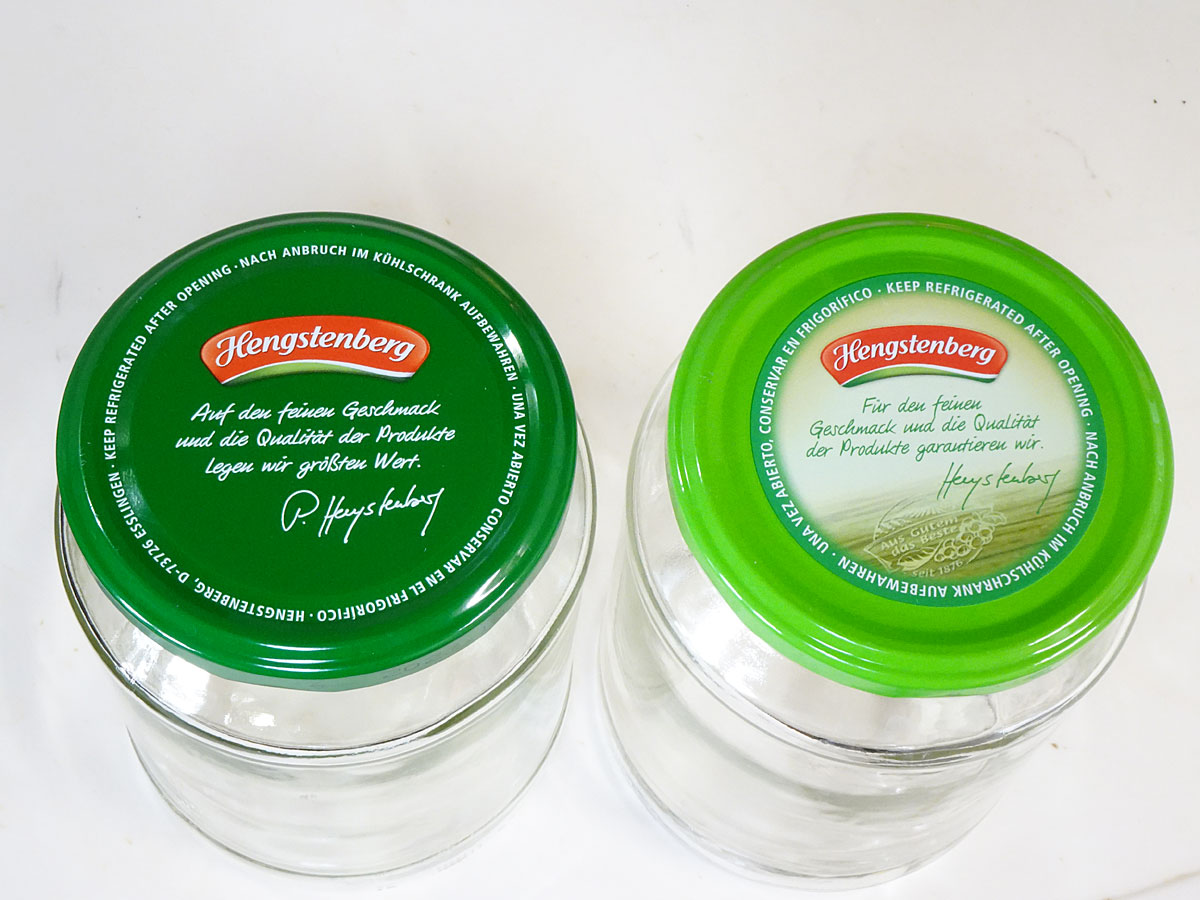 KEEP REFRIGERATED AFTER OPENING · NACH ANBRUCH IM KÜHLSCHRANK AUFBEWAHREN · UNA VEZ ABIERTO CONSERVAR EN EL FRIGORÍFICO · HENGSTENBERG, D-73726 ESSLINGEN ·
Hengstenberg
Auf den feinen Geschmack
und die Qualität der Produkte
legen wir größten Wert.
P. Hengstenberg
KEEP REFRIGERATED AFTER OPENING · NACH ANBRUCH IM KÜHLSCHRANK AUFBEWAHREN · UNA VEZ ABIERTO, CONSERVAR EN FRIGORÍFICO ·
Hengstenberg
Für den feinen
Geschmack und die Qualität
der Produkte garantieren wir.
Hengstenberg
Aus Gutem
das Beste
seit 1876